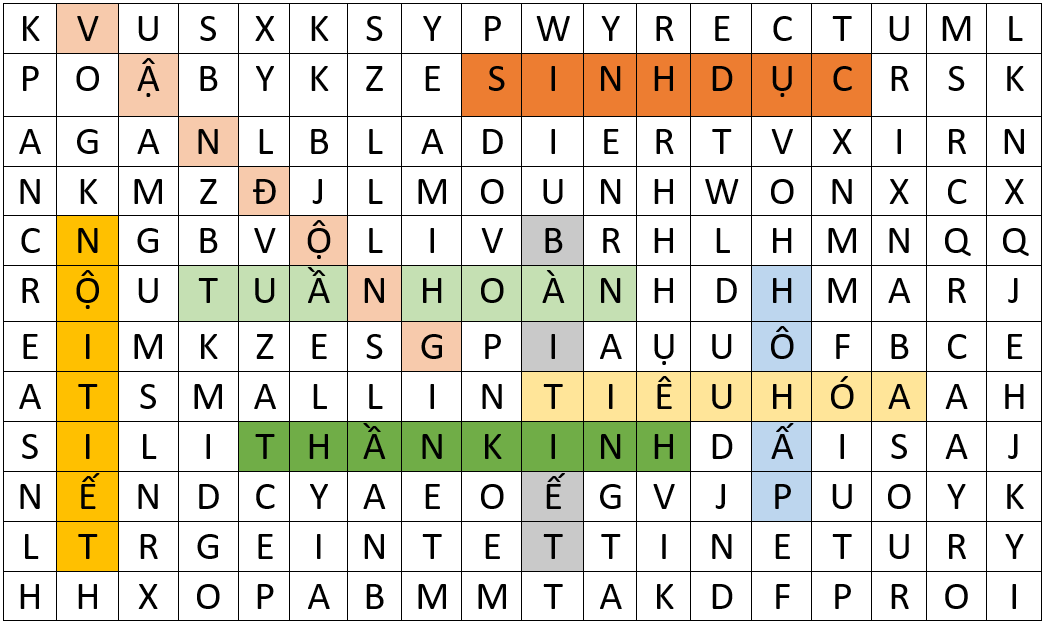 K V U S X K S Y P W Y R E C T U M L
P O Ậ B Y K Z E S I N H D Ụ C R S K
A G A N L B L A D I E R T V X I R N
N K M Z Đ J L M O U N H W O N X C X
C N G B V Ộ L I V B R H L H M N Q Q
R Ộ U T U Ầ N H O À N H D H M A R J
E I M K Z E S G P I A Ụ U Ô F B C E
A T S M A L L I N T I Ê U H Ó A A H
S I L I T H Ầ N K I N H D Ấ I S A J
N Ế N D C Y A E O Ế G V J P U O Y K
L T R G E I N T E T T I N E T U R Y
H H X O P A B M M T A K D F P R O I